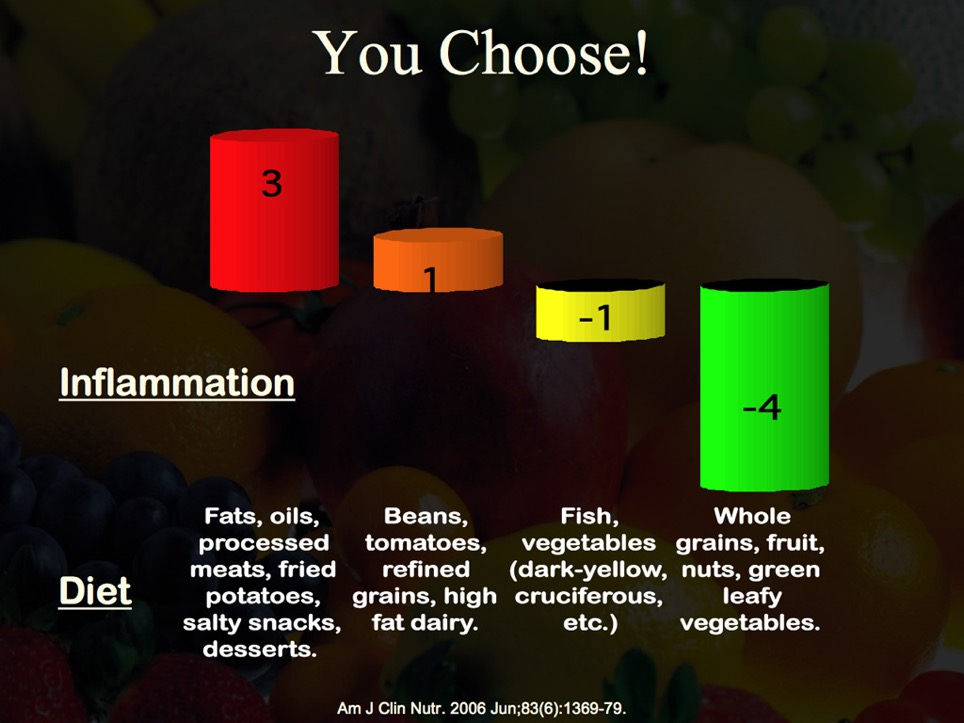 You Choose!
3
1
-1
-4
Inflammation
Diet
Fats, oils,
processed
meats, fried
potatoes,
salty snacks,
desserts.
Beans,
tomatoes,
refined
grains, high
fat dairy.
Fish,
vegetables
(dark-yellow,
cruciferous,
etc.)
Whole
grains, fruit,
nuts, green
leafy
vegetables.
Am J Clin Nutr. 2006 Jun;83(6):1369-79.